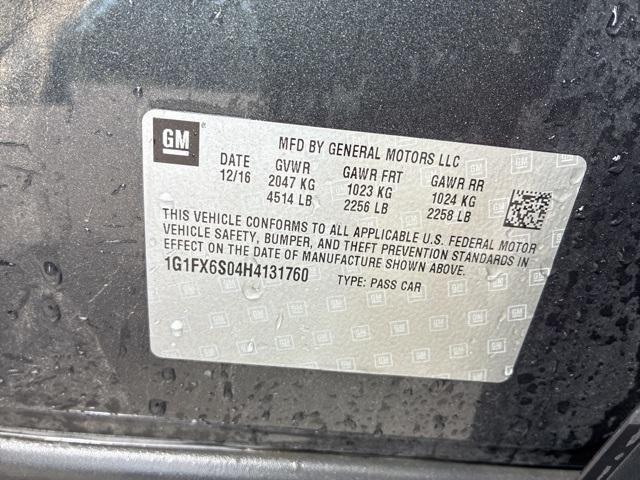 GM
MFD BY GENERAL MOTORS LLC
DATE GVWR GAWR FRT GAWR RR
12/16 2047 KG 1023 KG 1024 KG
4514 LB 2256 LB 2258 LB
THIS VEHICLE CONFORMS TO ALL APPLICABLE U.S. FEDERAL MOTOR
VEHICLE SAFETY, BUMPER, AND THEFT PREVENTION STANDARDS IN
EFFECT ON THE DATE OF MANUFACTURE SHOWN ABOVE.
1G1FX6S04H4131760 TYPE: PASS CAR